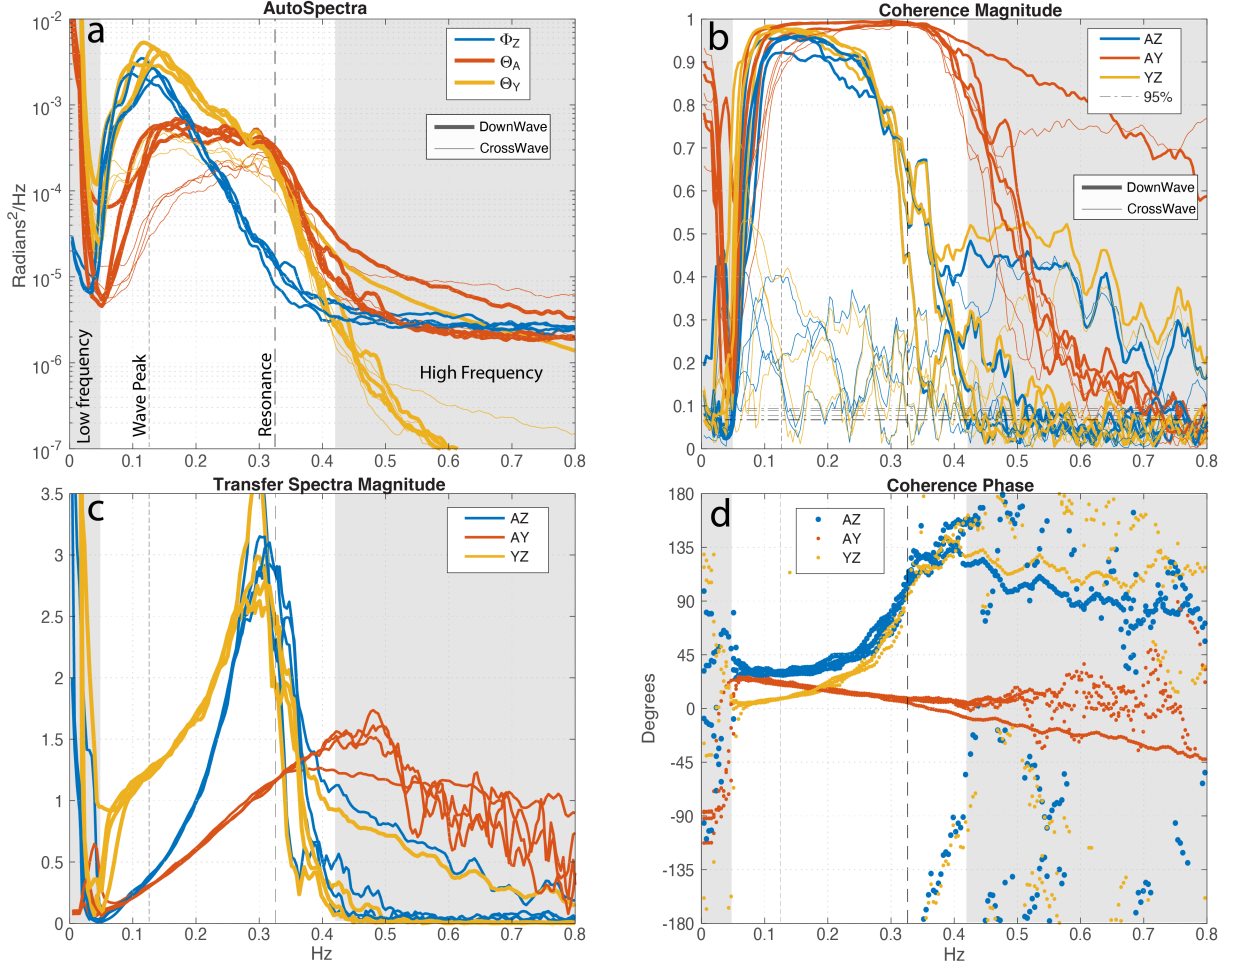 AutoSpectra
a
Φ_Z
Θ_A
Θ_Y
DownWave
CrossWave
Low frequency
Wave Peak
Resonance
High Frequency
Radians²/Hz
10⁻²
10⁻³
10⁻⁴
10⁻⁵
10⁻⁶
10⁻⁷
0 0.1 0.2 0.3 0.4 0.5 0.6 0.7 0.8
Hz
Coherence Magnitude
b
AZ
AY
YZ
95%
DownWave
CrossWave
1
0.9
0.8
0.7
0.6
0.5
0.4
0.3
0.2
0.1
0
0 0.1 0.2 0.3 0.4 0.5 0.6 0.7 0.8
Hz
Transfer Spectra Magnitude
c
AZ
AY
YZ
3.5
3
2.5
2
1.5
1
0.5
0
0 0.1 0.2 0.3 0.4 0.5 0.6 0.7 0.8
Hz
Coherence Phase
d
AZ
AY
YZ
Degrees
180
135
90
45
0
-45
-90
-135
-180
0 0.1 0.2 0.3 0.4 0.5 0.6 0.7 0.8
Hz